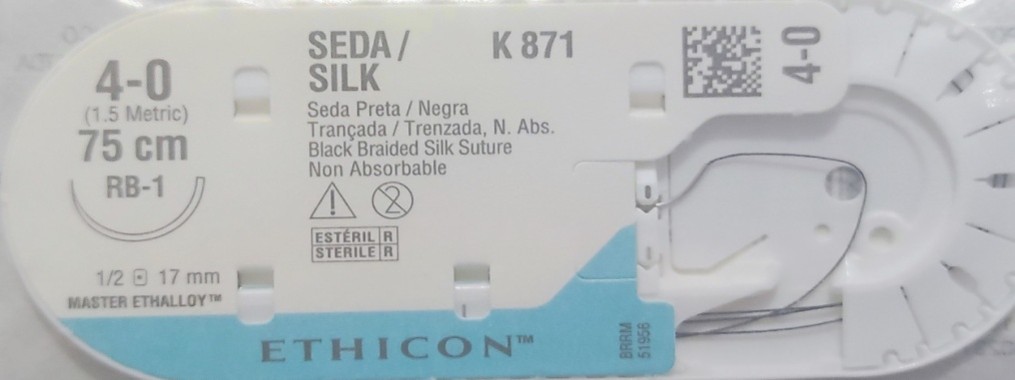 4-0
(1.5 Metric)
75 cm
RB-1
1/2 17 mm
MASTER ETHALLOY™
SEDA /
SILK
K 871
Seda Preta / Negra
Trançada / Trenzada, N. Abs.
Black Braided Silk Suture
Non Absorbable
2
ESTÉRIL R
STERILE R
4-0
ETHICON™
BRRM
51956